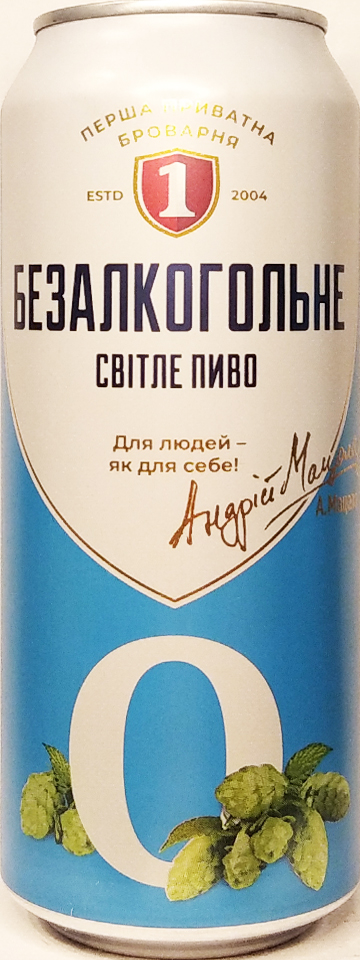 ПЕРША ПРИВАТНА
БРОВАРНЯ
ESTD 1 2004
БЕЗАЛКОГОЛЬНЕ
СВІТЛЕ ПИВО
Для людей –
як для себе!
Андрій
0